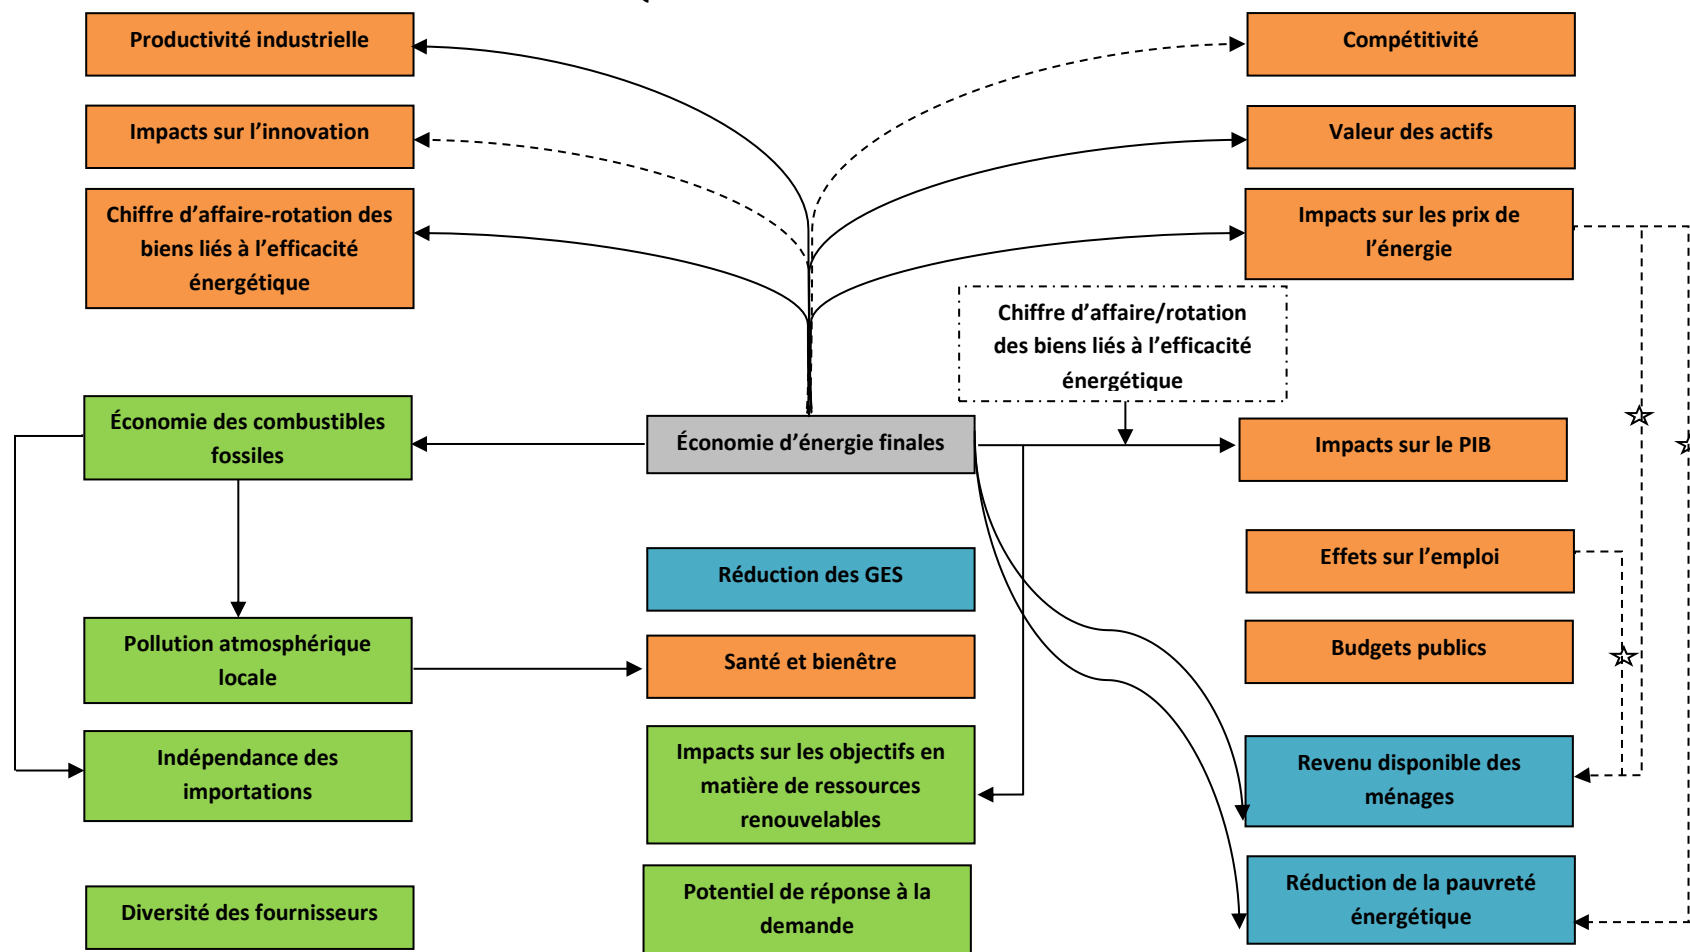 Productivité industrielle
Compétitivité
Impacts sur l'innovation
Valeur des actifs
Chiffre d'affaire-rotation des
biens liés à l'efficacité
énergétique
Impacts sur les prix de
l'énergie
Chiffre d'affaire/rotation
des biens liés à l'efficacité
énergétique
Économie des combustibles
fossiles
Économie d'énergie finales
Impacts sur le PIB
Réduction des GES
Effets sur l'emploi
Pollution atmosphérique
locale
Santé et bienêtre
Budgets publics
Indépendance des
importations
Impacts sur les objectifs en
matière de ressources
renouvelables
Revenu disponible des
ménages
Diversité des fournisseurs
Potentiel de réponse à la
demande
Réduction de la pauvreté
énergétique